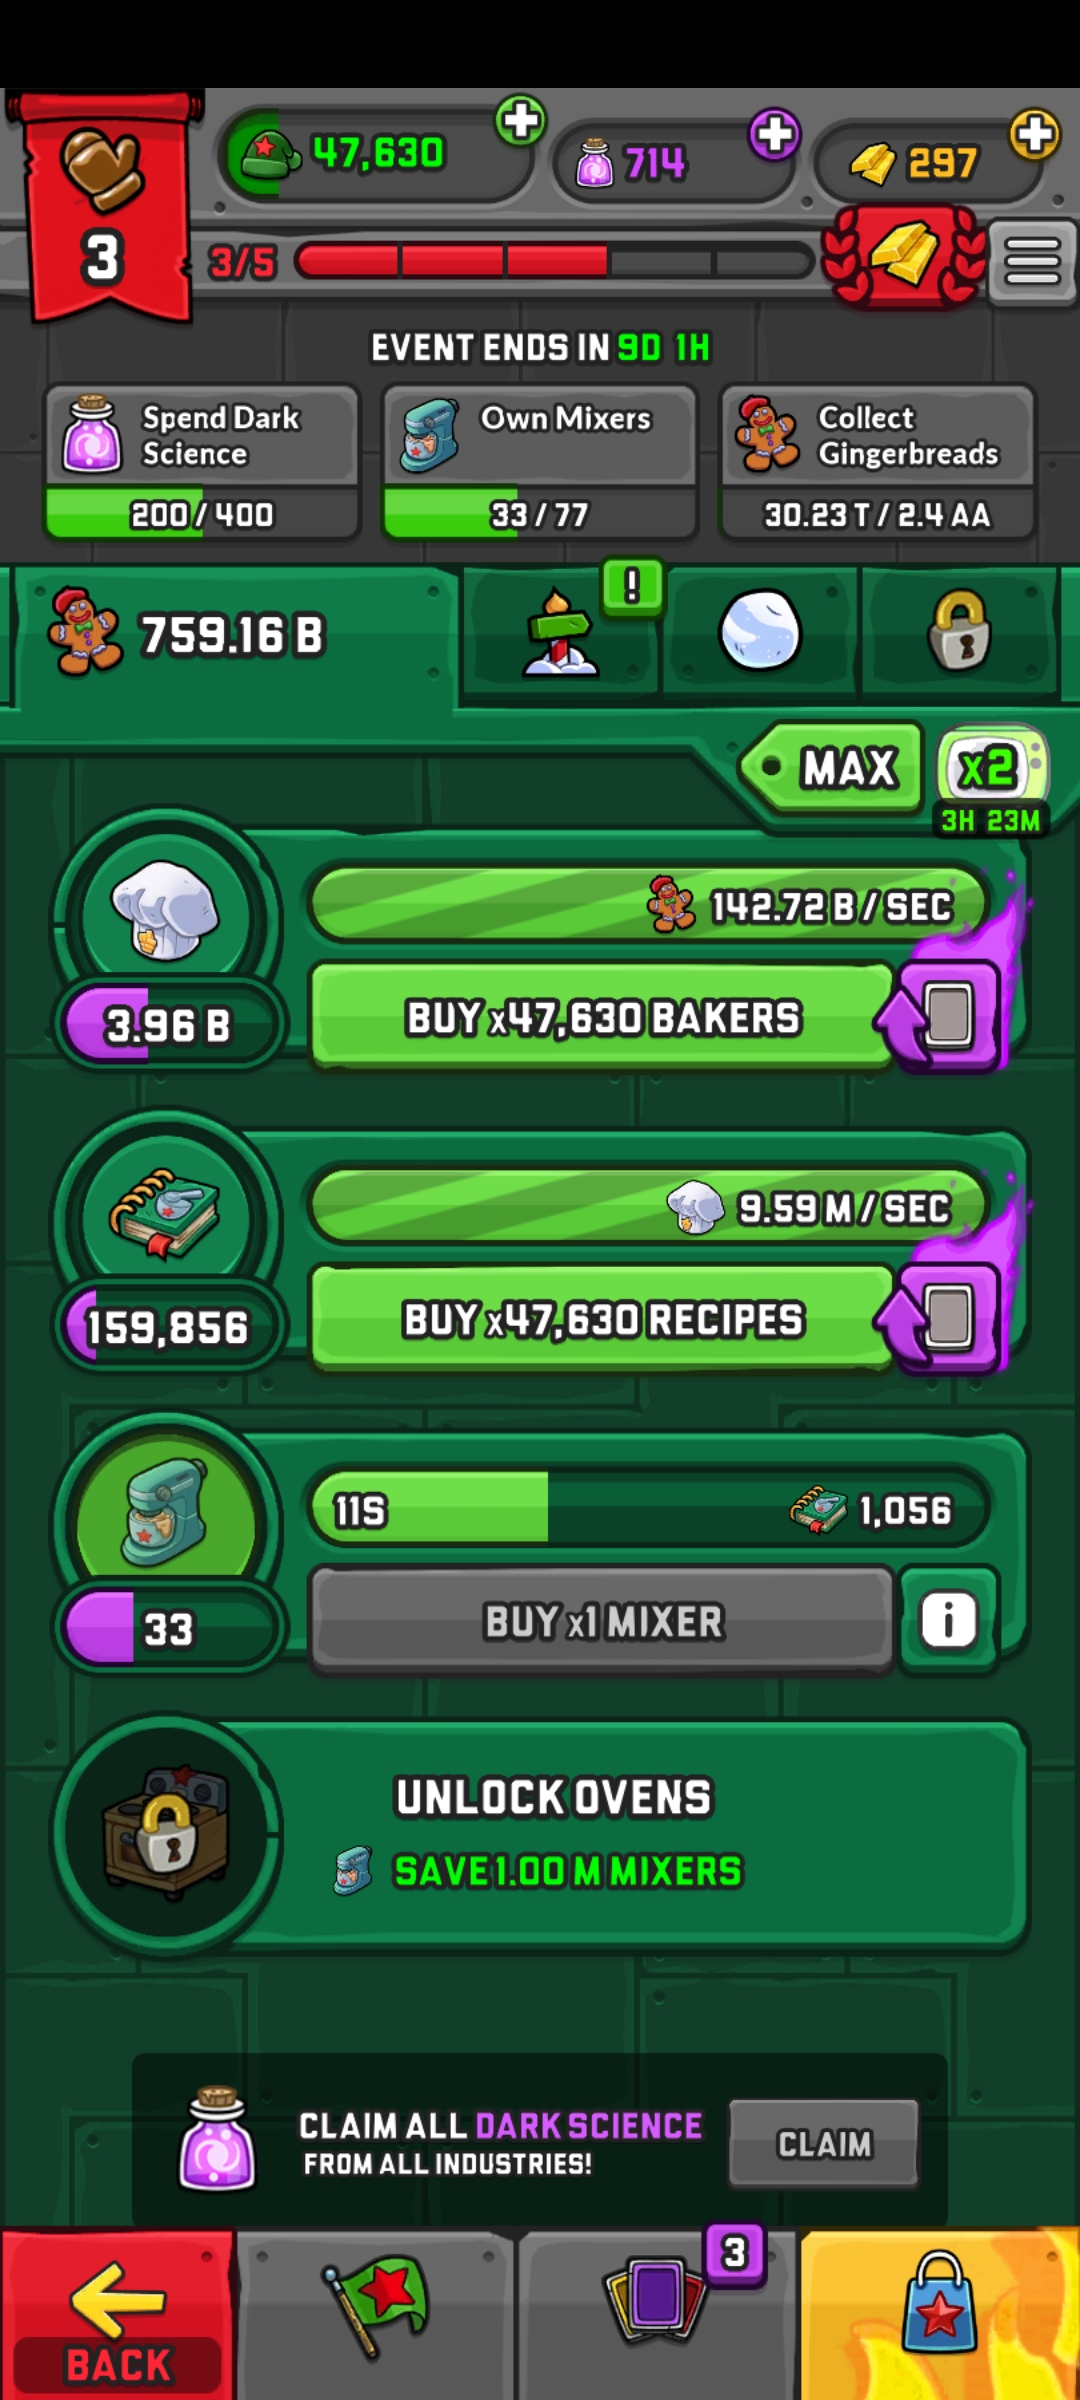 47,630
714
297
3
3/5
EVENT ENDS IN 9D 1H
Spend Dark
Science
200 / 400
Own Mixers
33 / 77
Collect
Gingerbreads
30.23 T / 2.4 AA
759.16 B
!
MAX
x2
3H 23M
142.72 B / SEC
3.96 B
BUY x47,630 BAKERS
9.59 M / SEC
159,856
BUY x47,630 RECIPES
11S
1,056
33
BUY x1 MIXER
i
UNLOCK OVENS
SAVE 1.00 M MIXERS
CLAIM ALL DARK SCIENCE
FROM ALL INDUSTRIES!
CLAIM
3
BACK